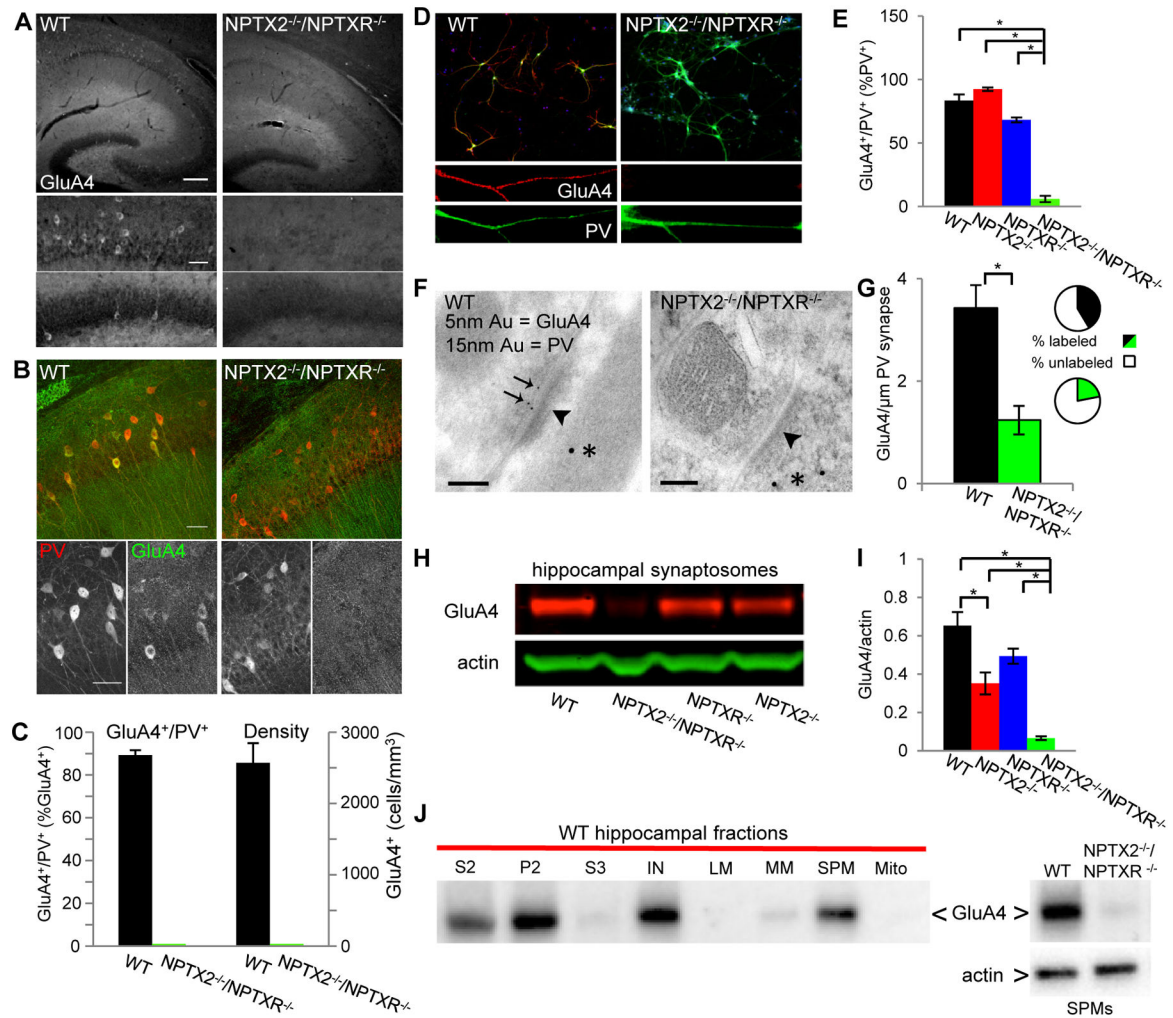 A
WT
NPTX2-/-/NPTXR-/-
GluA4
B
WT
NPTX2-/-/NPTXR-/-
PV
GluA4
C
GluA4+/PV+
Density
GluA4+/PV+ (%GluA4+)
100
80
60
40
20
0
GluA4+ (cells/mm3)
3000
2000
1000
0
WT
NPTX2-/-/NPTXR-/-
WT
NPTX2-/-/NPTXR-/-
D
WT
NPTX2-/-/NPTXR-/-
GluA4
PV
E
GluA4+/PV+ (%PV+)
150
100
50
0
* * *
WT
NPTX2-/-
NPTXR-/-
NPTX2-/-/NPTXR-/-
F
WT
5nm Au = GluA4
15nm Au = PV
*
NPTX2-/-/NPTXR-/-
*
G
GluA4/µm PV synapse
4
2
0
*
% labeled
% unlabeled
WT
NPTX2-/-/
NPTXR-/-
H
hippocampal synaptosomes
GluA4
actin
WT
NPTX2-/-/NPTXR-/-
NPTXR-/-
NPTX2-/-
I
GluA4/actin
1
0.8
0.6
0.4
0.2
0
* * * *
WT
NPTX2-/-
NPTXR-/-
NPTX2-/-/NPTXR-/-
J
WT hippocampal fractions
S2 P2 S3 IN LM MM SPM Mito
< GluA4 >
WT
NPTX2-/-/
NPTXR-/-
actin >
SPMs